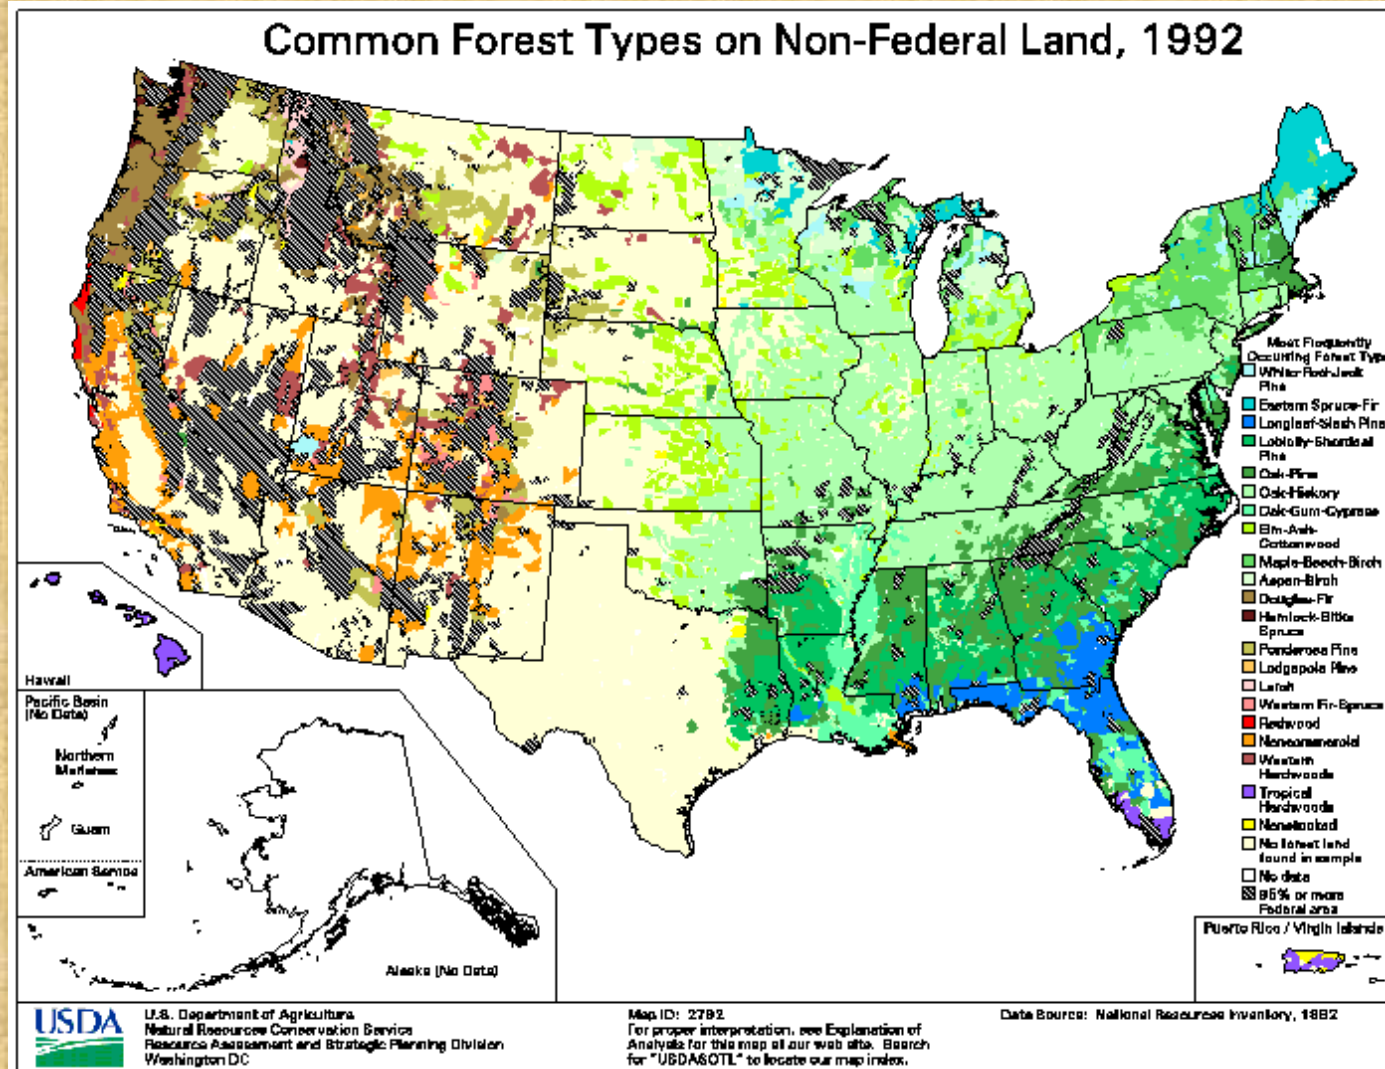 Common Forest Types on Non-Federal Land, 1992
Most Frequently
Occurring Forest Type
White-Red-Jack
Pine
Eastern Spruce-Fir
Longleaf-Slash Pine
Loblolly-Shortleaf
Pine
Oak-Pine
Oak-Hickory
Oak-Gum-Cypress
Elm-Ash-
Cottonwood
Maple-Beech-Birch
Aspen-Birch
Douglas-Fir
Hemlock-Sitka
Spruce
Ponderosa Pine
Lodgepole Pine
Larch
Western Fir-Spruce
Redwood
Noncommercial
Western
Hardwoods
Tropical
Hardwoods
Nonstocked
No forest land
found in sample
No data
95% or more
Federal area
Hawaii
Pacific Basin
(No Data)
Northern
Marianas
Guam
American Samoa
Alaska (No Data)
Puerto Rico / Virgin Islands
USDA
U.S. Department of Agriculture
Natural Resources Conservation Service
Resource Assessment and Strategic Planning Division
Washington DC
Map ID: 2792
For proper interpretation, see Explanation of
Analysis for this map at our web site. Search
for "USDASOTL" to locate our map index.
Data Source: National Resources Inventory, 1992